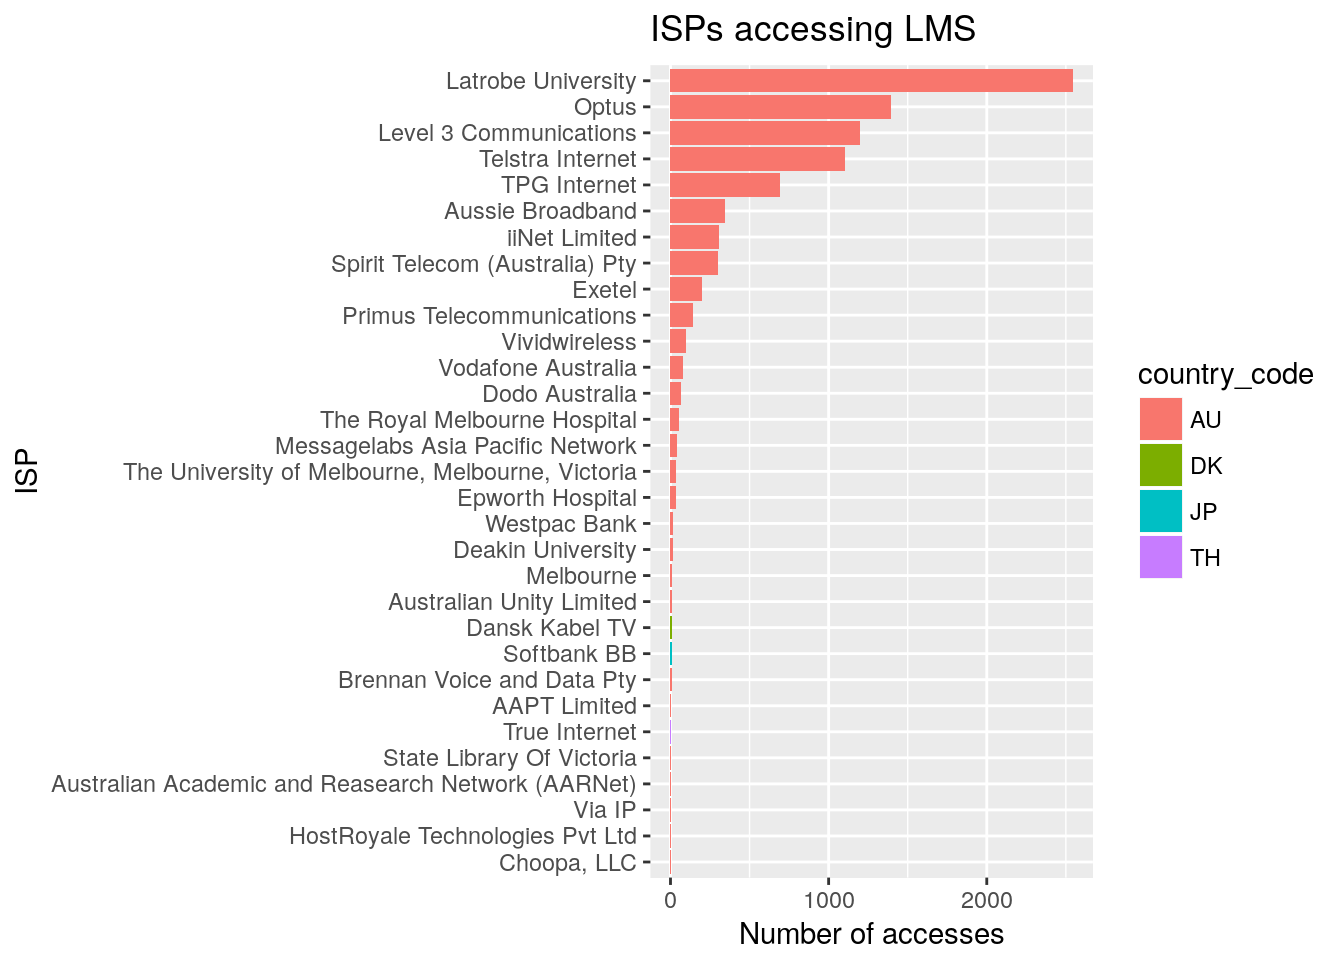 ISPs accessing LMS
Latrobe University
Optus
Level 3 Communications
Telstra Internet
TPG Internet
Aussie Broadband
iiNet Limited
Spirit Telecom (Australia) Pty
Exetel
Primus Telecommunications
Vividwireless
Vodafone Australia
Dodo Australia
The Royal Melbourne Hospital
Messagelabs Asia Pacific Network
The University of Melbourne, Melbourne, Victoria
Epworth Hospital
Westpac Bank
Deakin University
Melbourne
Australian Unity Limited
Dansk Kabel TV
Softbank BB
Brennan Voice and Data Pty
AAPT Limited
True Internet
State Library Of Victoria
Australian Academic and Reasearch Network (AARNet)
Via IP
HostRoyale Technologies Pvt Ltd
Choopa, LLC
ISP
0 1000 2000
Number of accesses
country_code
AU
DK
JP
TH